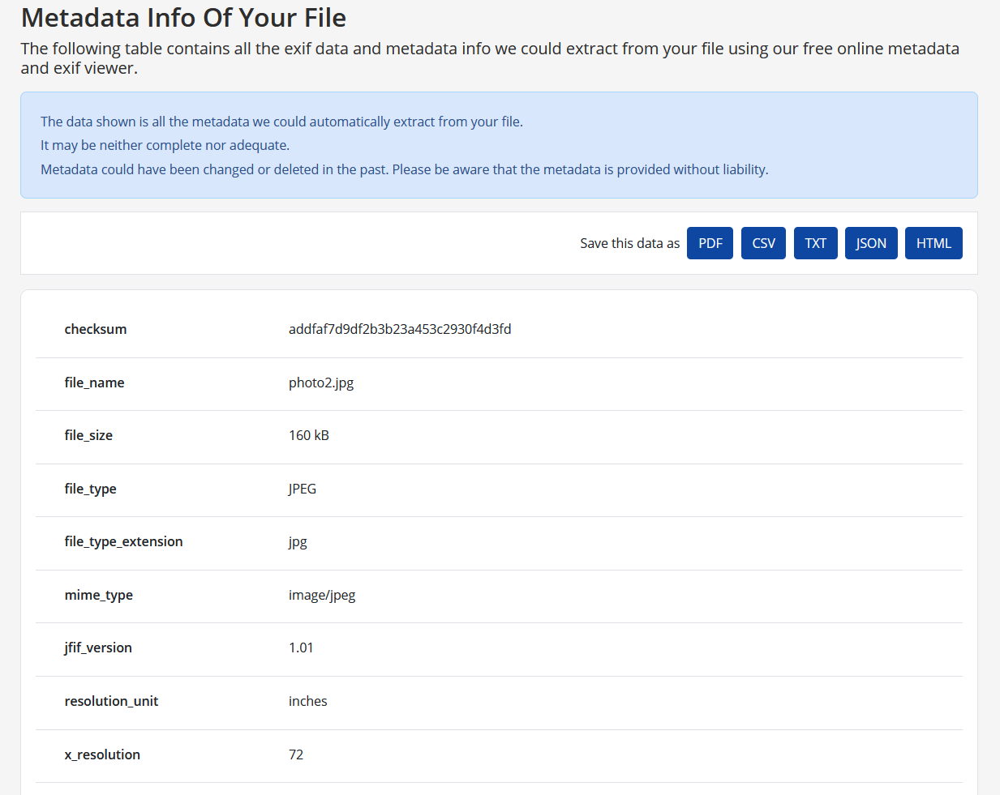 Metadata Info Of Your File
The following table contains all the exif data and metadata info we could extract from your file using our free online metadata
and exif viewer.
The data shown is all the metadata we could automatically extract from your file.
It may be neither complete nor adequate.
Metadata could have been changed or deleted in the past. Please be aware that the metadata is provided without liability.
Save this data as PDF CSV TXT JSON HTML
checksum addfaf7d9df2b3b23a453c2930f4d3fd
file_name photo2.jpg
file_size 160 kB
file_type JPEG
file_type_extension jpg
mime_type image/jpeg
jfif_version 1.01
resolution_unit inches
x_resolution 72